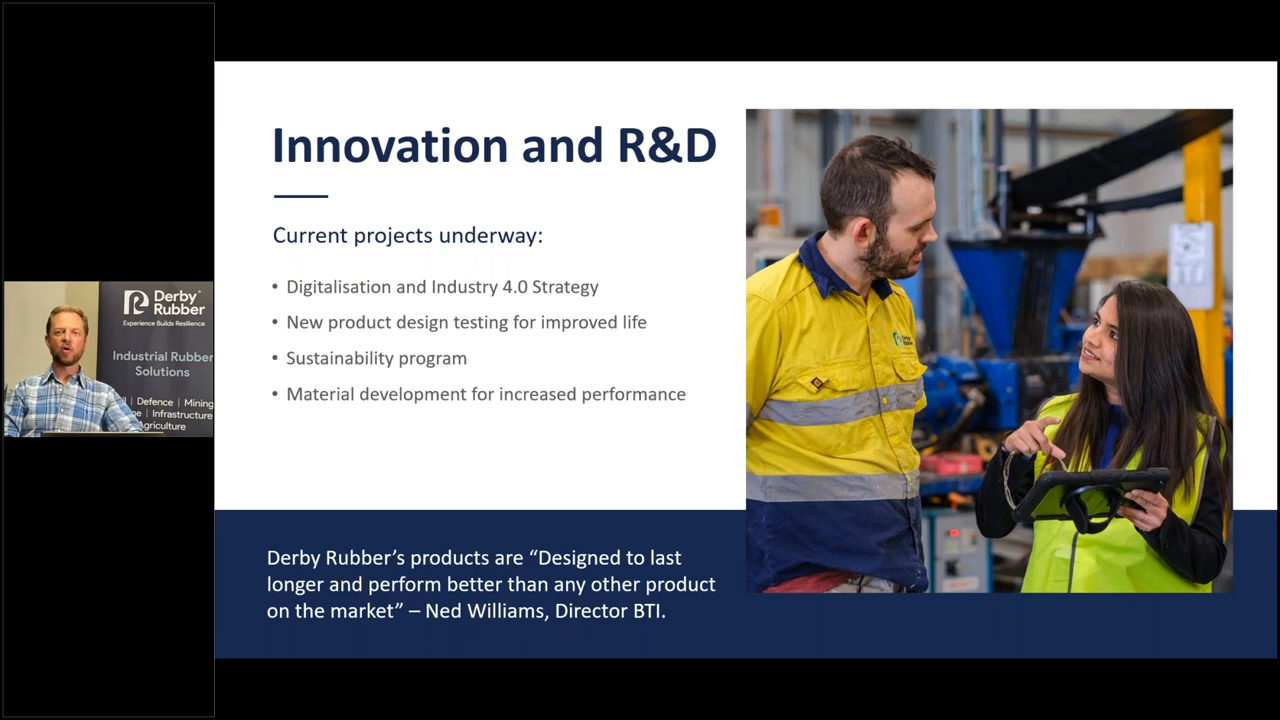 Innovation and R&D
Current projects underway:
• Digitalisation and Industry 4.0 Strategy
• New product design testing for improved life
• Sustainability program
• Material development for increased performance
Derby Rubber’s products are “Designed to last
longer and perform better than any other product
on the market” – Ned Williams, Director BTI.
Derby
Rubber
Experience Builds Resilience
Industrial Rubber
Solutions
| Defence | Mining
| Infrastructure
Agriculture